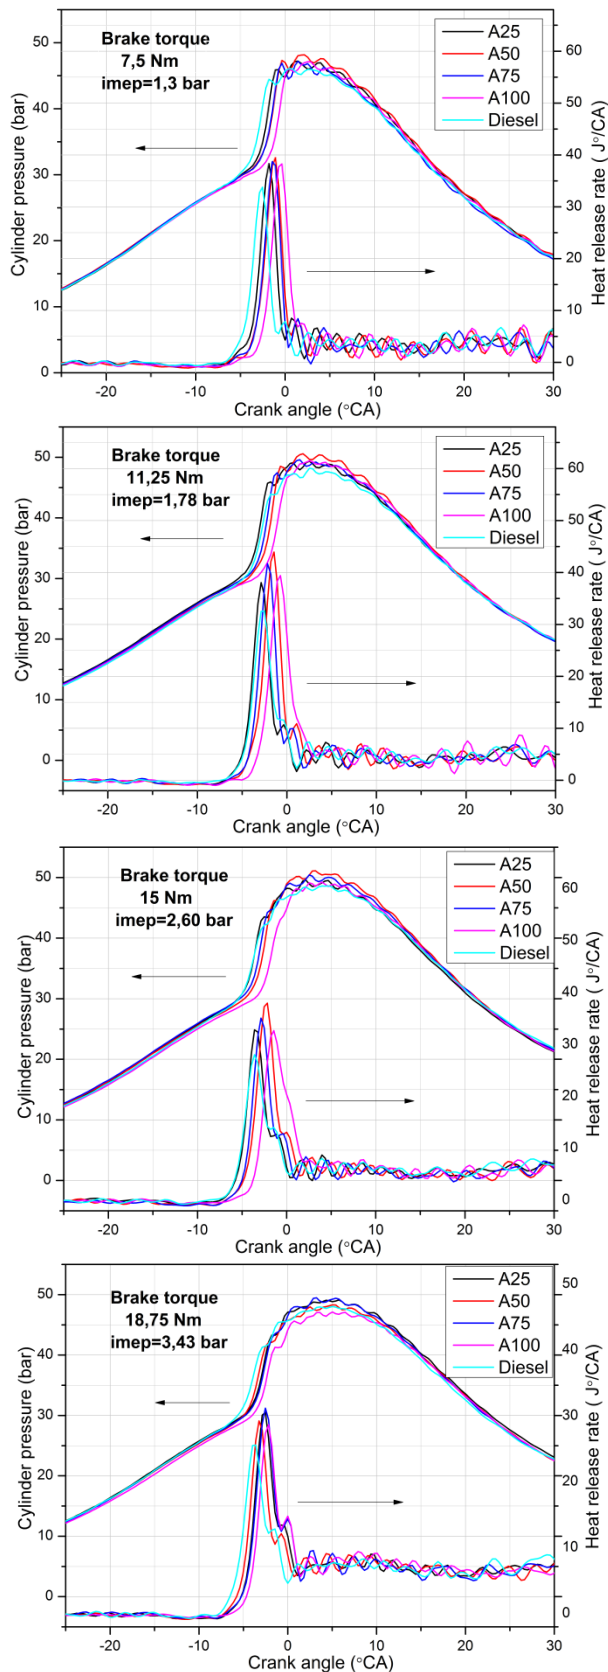 Brake torque
7,5 Nm
imep=1,3 bar
A25
A50
A75
A100
Diesel
Cylinder pressure (bar)
50
40
30
20
10
0
Heat release rate ( J°/CA)
60
50
40
30
20
10
0
-20
-10
0
10
20
30
Crank angle (°CA)
Brake torque
11,25 Nm
imep=1,78 bar
A25
A50
A75
A100
Diesel
Cylinder pressure (bar)
50
40
30
20
10
0
Heat release rate ( J°/CA)
60
50
40
30
20
10
0
-20
-10
0
10
20
30
Crank angle (°CA)
Brake torque
15 Nm
imep=2,60 bar
A25
A50
A75
A100
Diesel
Cylinder pressure (bar)
50
40
30
20
10
0
Heat release rate ( J°/CA)
60
50
40
30
20
10
0
-20
-10
0
10
20
30
Crank angle (°CA)
Brake torque
18,75 Nm
imep=3,43 bar
A25
A50
A75
A100
Diesel
Cylinder pressure (bar)
50
40
30
20
10
0
Heat release rate ( J°/CA)
50
40
30
20
10
0
-20
-10
0
10
20
30
Crank angle (°CA)